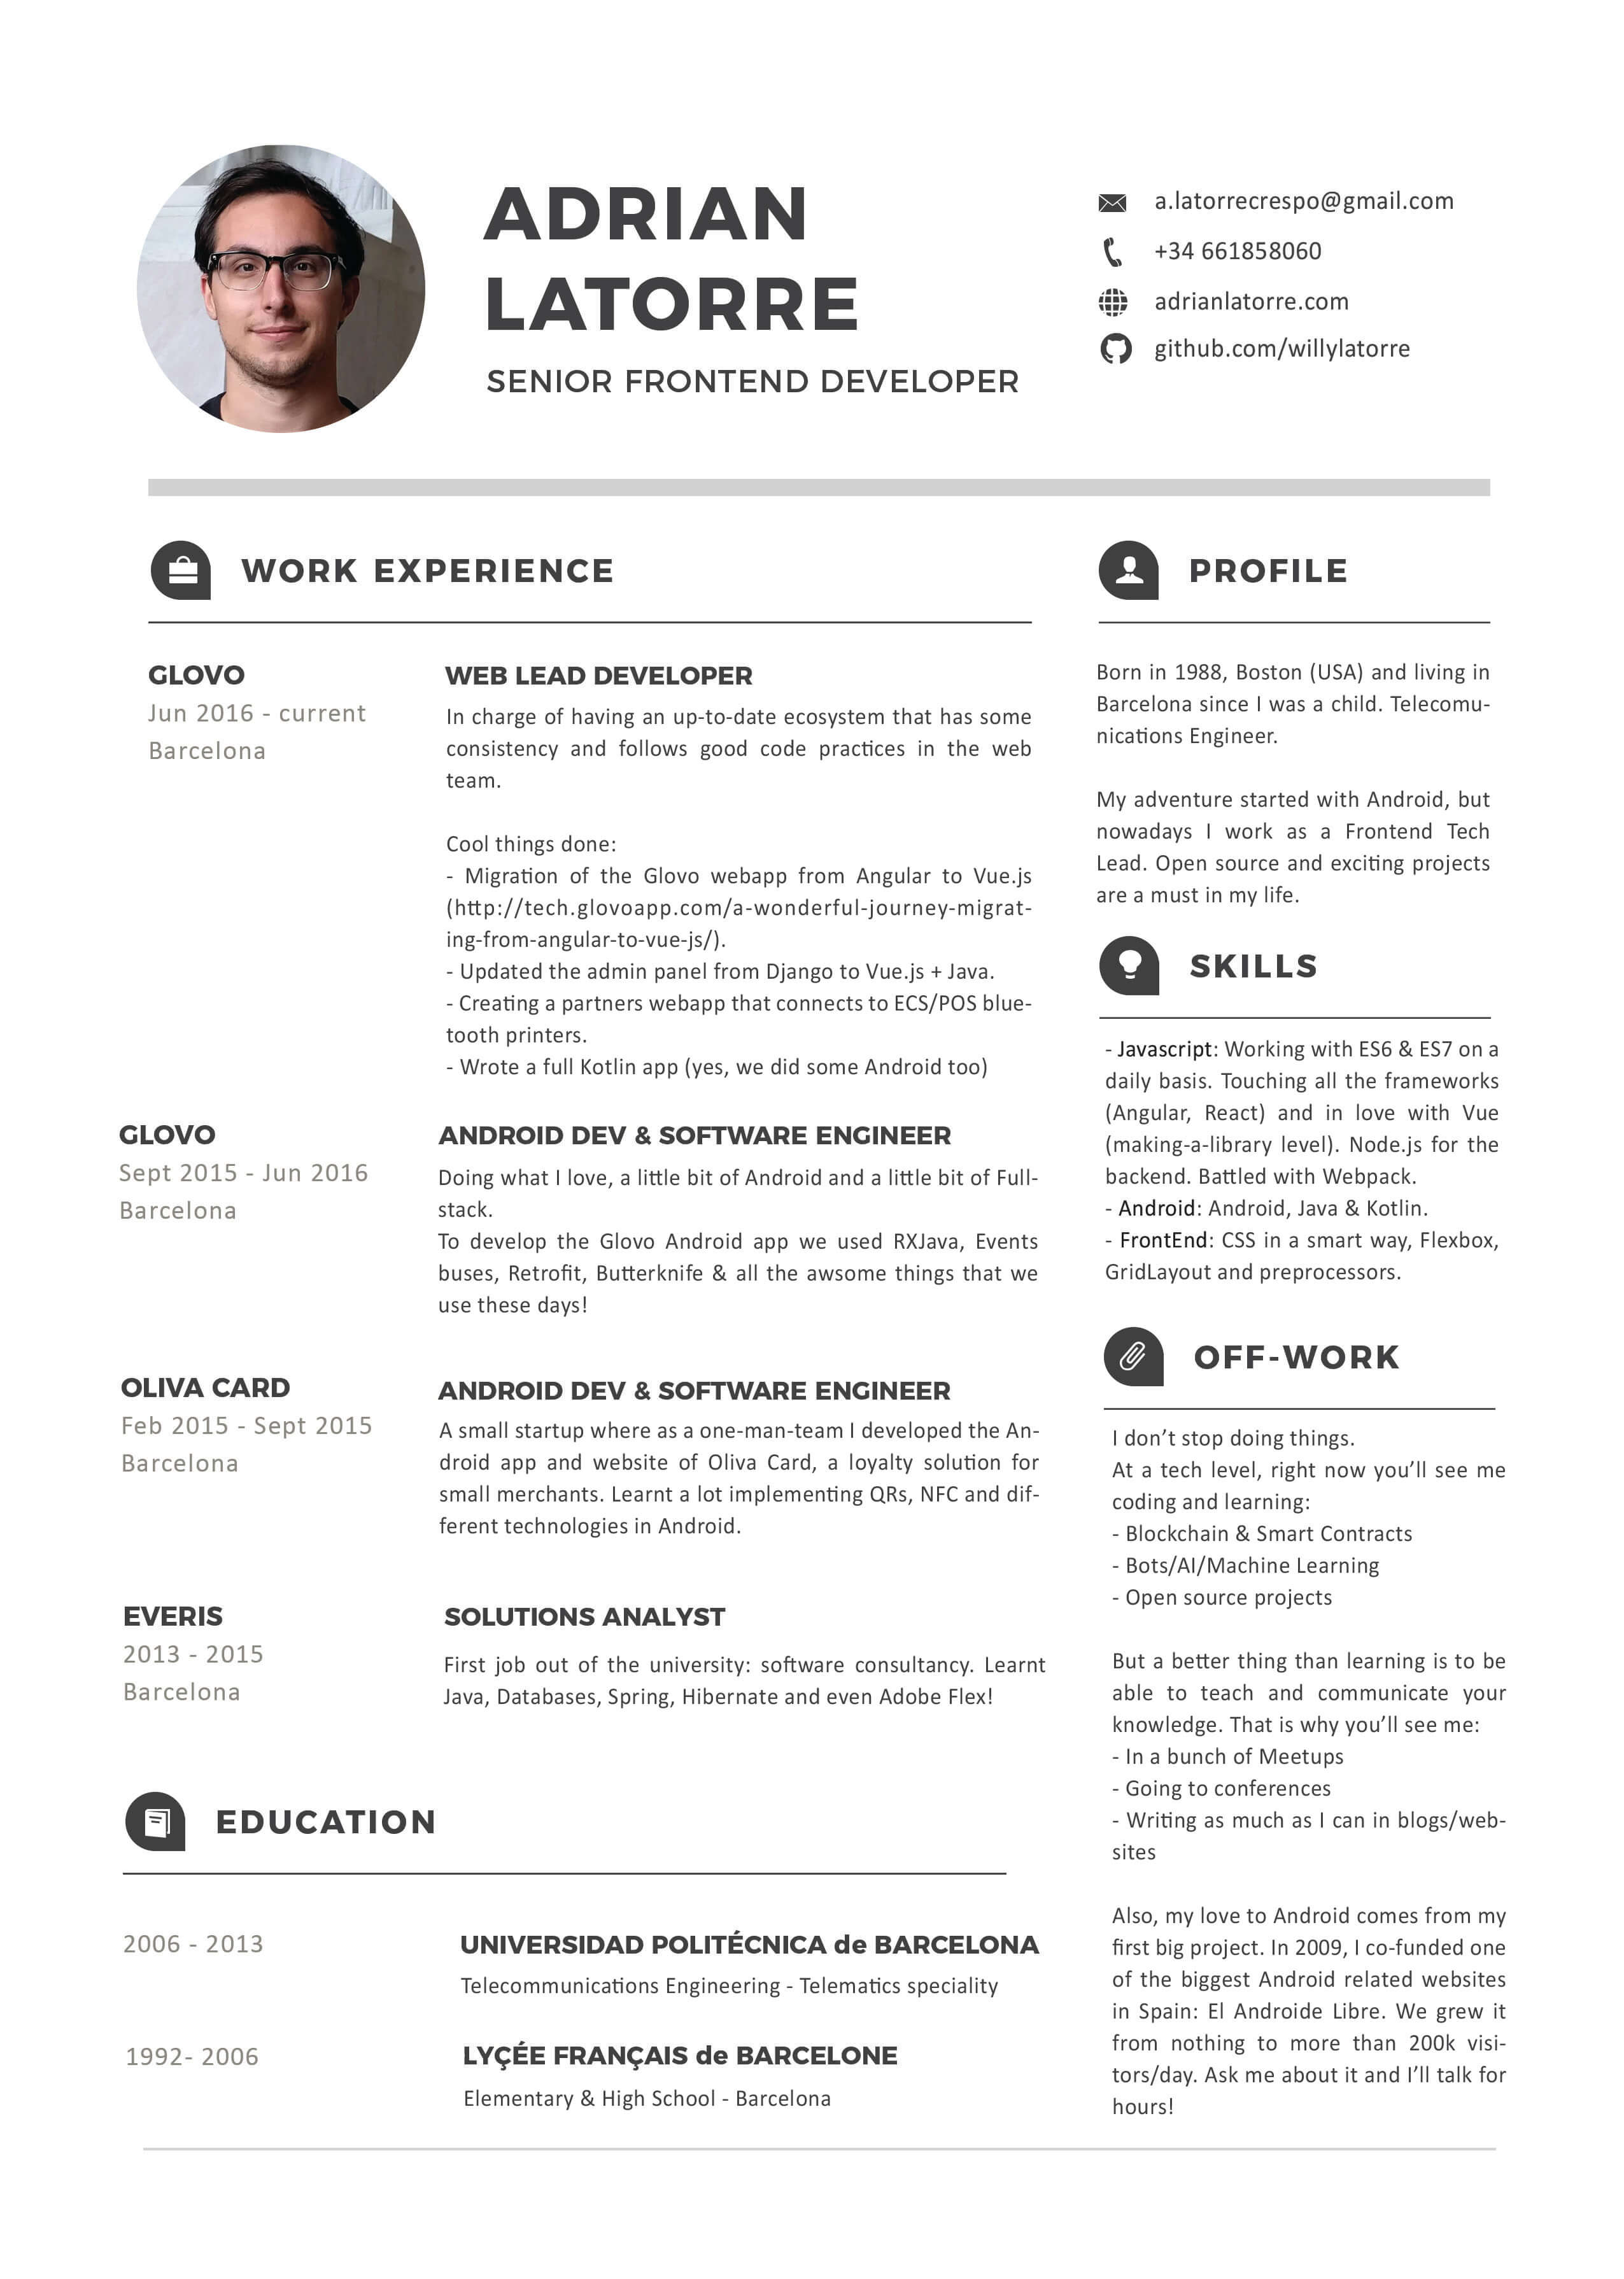 ADRIAN
LATORRE
SENIOR FRONTEND DEVELOPER
a.latorrecrespo@gmail.com
+34 661858060
adrianlatorre.com
github.com/willylatorre
WORK EXPERIENCE
GLOVO
Jun 2016 - current
Barcelona
WEB LEAD DEVELOPER
In charge of having an up-to-date ecosystem that has some
consistency and follows good code practices in the web
team.
Cool things done:
- Migration of the Glovo webapp from Angular to Vue.js
(http://tech.glovoapp.com/a-wonderful-journey-migrat-
ing-from-angular-to-vue-js/).
- Updated the admin panel from Django to Vue.js + Java.
- Creating a partners webapp that connects to ECS/POS blue-
tooth printers.
- Wrote a full Kotlin app (yes, we did some Android too)
GLOVO
Sept 2015 - Jun 2016
Barcelona
ANDROID DEV & SOFTWARE ENGINEER
Doing what I love, a little bit of Android and a little bit of Full-
stack.
To develop the Glovo Android app we used RXJava, Events
buses, Retrofit, Butterknife & all the awsome things that we
use these days!
OLIVA CARD
Feb 2015 - Sept 2015
Barcelona
ANDROID DEV & SOFTWARE ENGINEER
A small startup where as a one-man-team I developed the An-
droid app and website of Oliva Card, a loyalty solution for
small merchants. Learnt a lot implementing QRs, NFC and dif-
ferent technologies in Android.
EVERIS
2013 - 2015
Barcelona
SOLUTIONS ANALYST
First job out of the university: software consultancy. Learnt
Java, Databases, Spring, Hibernate and even Adobe Flex!
EDUCATION
2006 - 2013
UNIVERSIDAD POLITÉCNICA de BARCELONA
Telecommunications Engineering - Telematics speciality
1992- 2006
LYÇÉE FRANÇAIS de BARCELONE
Elementary & High School - Barcelona
PROFILE
Born in 1988, Boston (USA) and living in
Barcelona since I was a child. Telecomu-
nications Engineer.
My adventure started with Android, but
nowadays I work as a Frontend Tech
Lead. Open source and exciting projects
are a must in my life.
SKILLS
- Javascript: Working with ES6 & ES7 on a
daily basis. Touching all the frameworks
(Angular, React) and in love with Vue
(making-a-library level). Node.js for the
backend. Battled with Webpack.
- Android: Android, Java & Kotlin.
- FrontEnd: CSS in a smart way, Flexbox,
GridLayout and preprocessors.
OFF-WORK
I don’t stop doing things.
At a tech level, right now you’ll see me
coding and learning:
- Blockchain & Smart Contracts
- Bots/AI/Machine Learning
- Open source projects
But a better thing than learning is to be
able to teach and communicate your
knowledge. That is why you’ll see me:
- In a bunch of Meetups
- Going to conferences
- Writing as much as I can in blogs/web-
sites
Also, my love to Android comes from my
first big project. In 2009, I co-funded one
of the biggest Android related websites
in Spain: El Androide Libre. We grew it
from nothing to more than 200k visi-
tors/day. Ask me about it and I’ll talk for
hours!